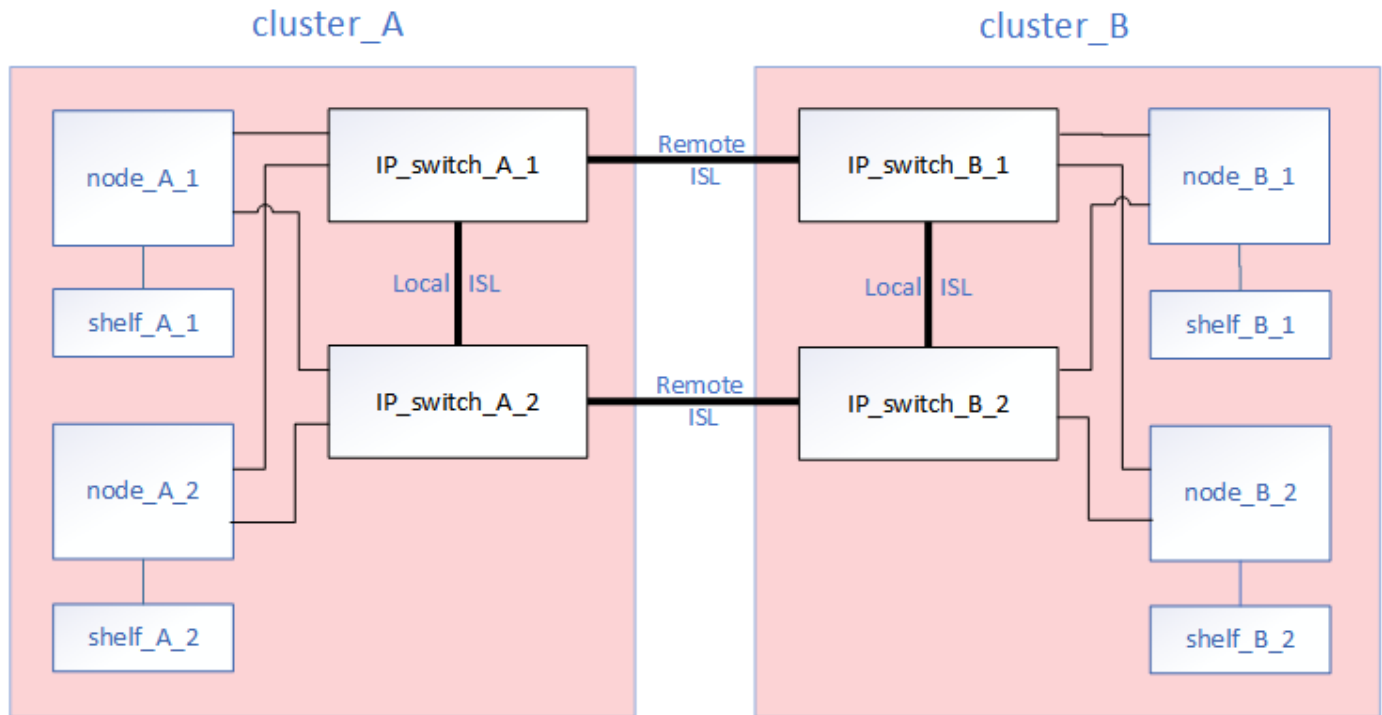 cluster_A
cluster_B
node_A_1
IP_switch_A_1
Remote
ISL
IP_switch_B_1
node_B_1
Local ISL
Local ISL
shelf_A_1
shelf_B_1
IP_switch_A_2
Remote
ISL
IP_switch_B_2
node_A_2
node_B_2
shelf_A_2
shelf_B_2